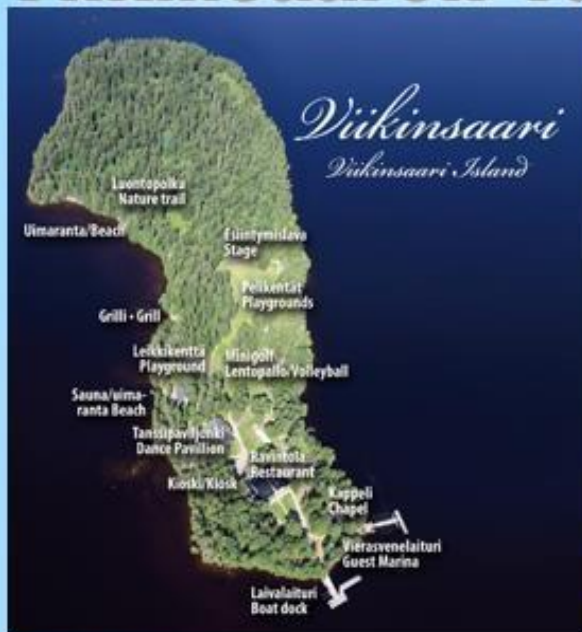 Viikinsaari
Viikinsaari Island
Luontopolku
Nature trail
Uimaranta/Beach
Esiintymislava
Stage
Pelikentät
Playgrounds
Grilli • Grill
Leikkikenttä
Playground
Minigolf
Lentopallo/Volleyball
Sauna/uima-
ranta Beach
Tanssipaviljonki
Dance Pavilion
Ravintola
Restaurant
Kioski/Kiosk
Kappeli
Chapel
Vierasvenelaituri
Guest Marina
Laivalaituri
Boat dock